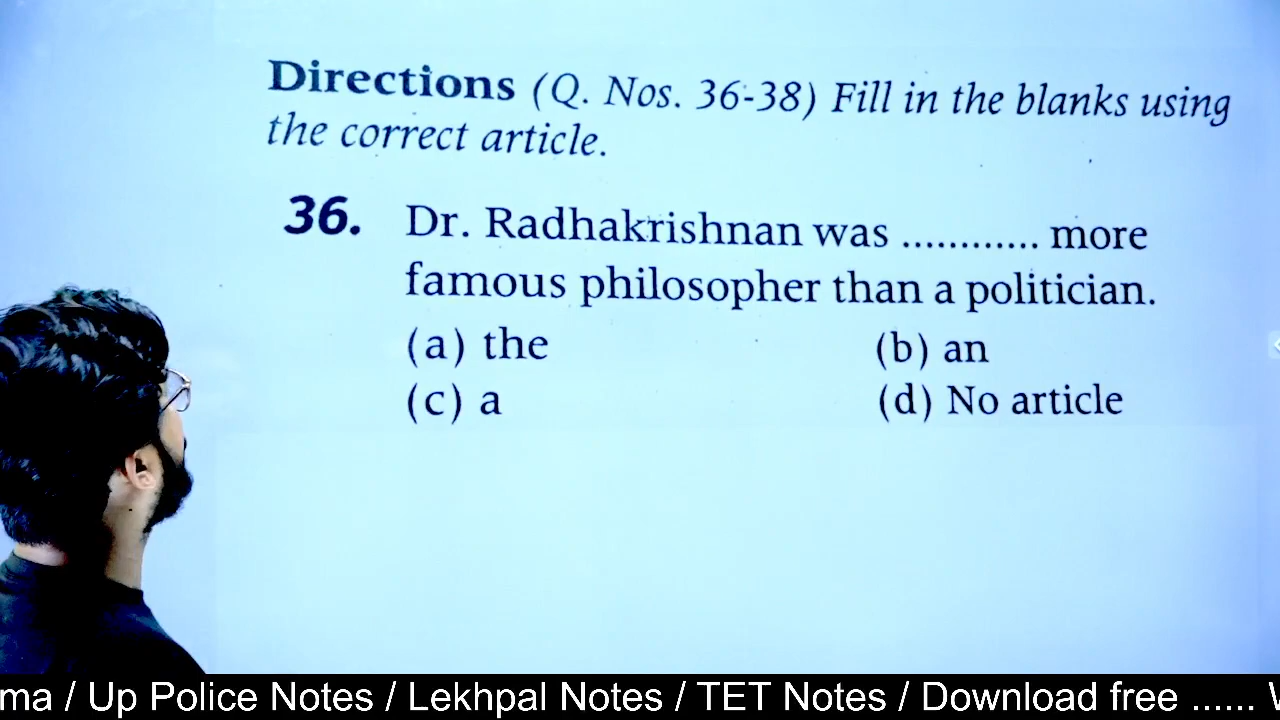 Directions (Q. Nos. 36-38) Fill in the blanks using
the correct article.
36. Dr. Radhakrishnan was ............ more
famous philosopher than a politician.
(a) the (b) an
(c) a (d) No article
ma / Up Police Notes / Lekhpal Notes / TET Notes / Download free ......